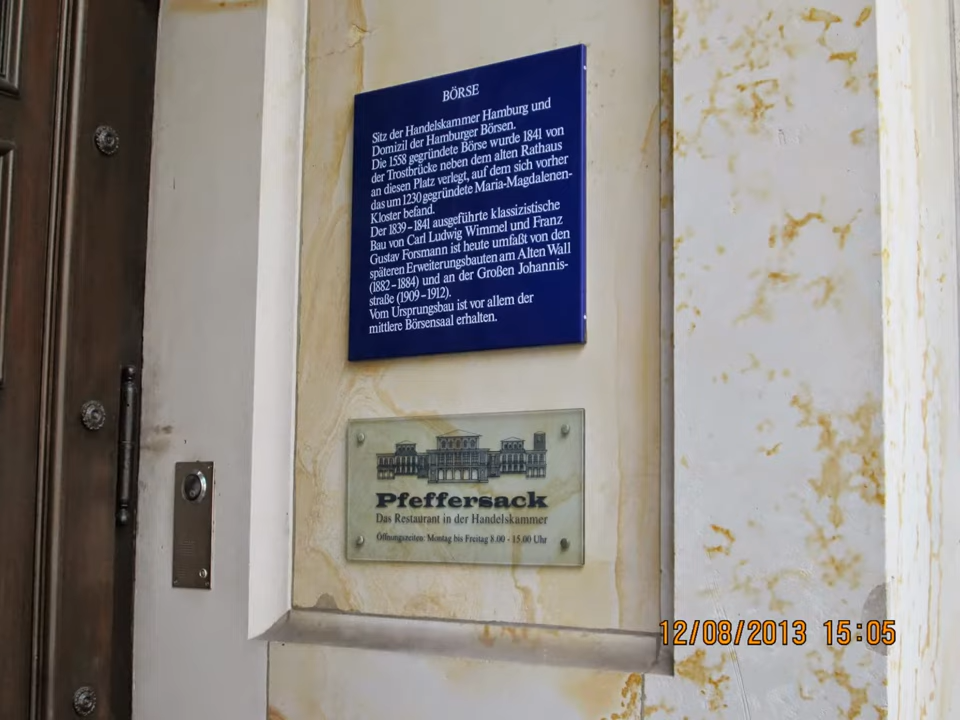 BÖRSE
Sitz der Handelskammer Hamburg und
Domizil der Hamburger Börsen.
Die 1558 gegründete Börse wurde 1841 von
der Trostbrücke neben dem alten Rathaus
an diesen Platz verlegt, auf dem sich vorher
das um 1230 gegründete Maria-Magdalenen-
Kloster befand.
Der 1839–1841 ausgeführte klassizistische
Bau von Carl Ludwig Wimmel und Franz
Gustav Forsmann ist heute umfaßt von den
späteren Erweiterungsbauten am Alten Wall
(1882–1884) und an der Großen Johannis-
straße (1909–1912).
Vom Ursprungsbau ist vor allem der
mittlere Börsensaal erhalten.
Pfeffersack
Das Restaurant in der Handelskammer
Öffnungszeiten: Montag bis Freitag 8.00 - 15.00 Uhr
12/08/2013 15:05